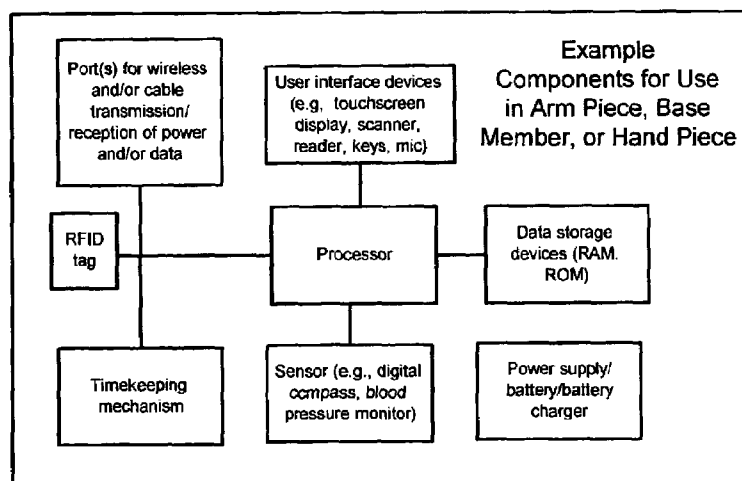 Example
Components for Use
in Arm Piece, Base
Member, or Hand Piece
Port(s) for wireless
and/or cable
transmission/
reception of power
and/or data
User interface devices
(e.g, touchscreen
display, scanner,
reader, keys, mic)
RFID
tag
Processor
Data storage
devices (RAM.
ROM)
Timekeeping
mechanism
Sensor (e.g., digital
compass, blood
pressure monitor)
Power supply/
battery/battery
charger